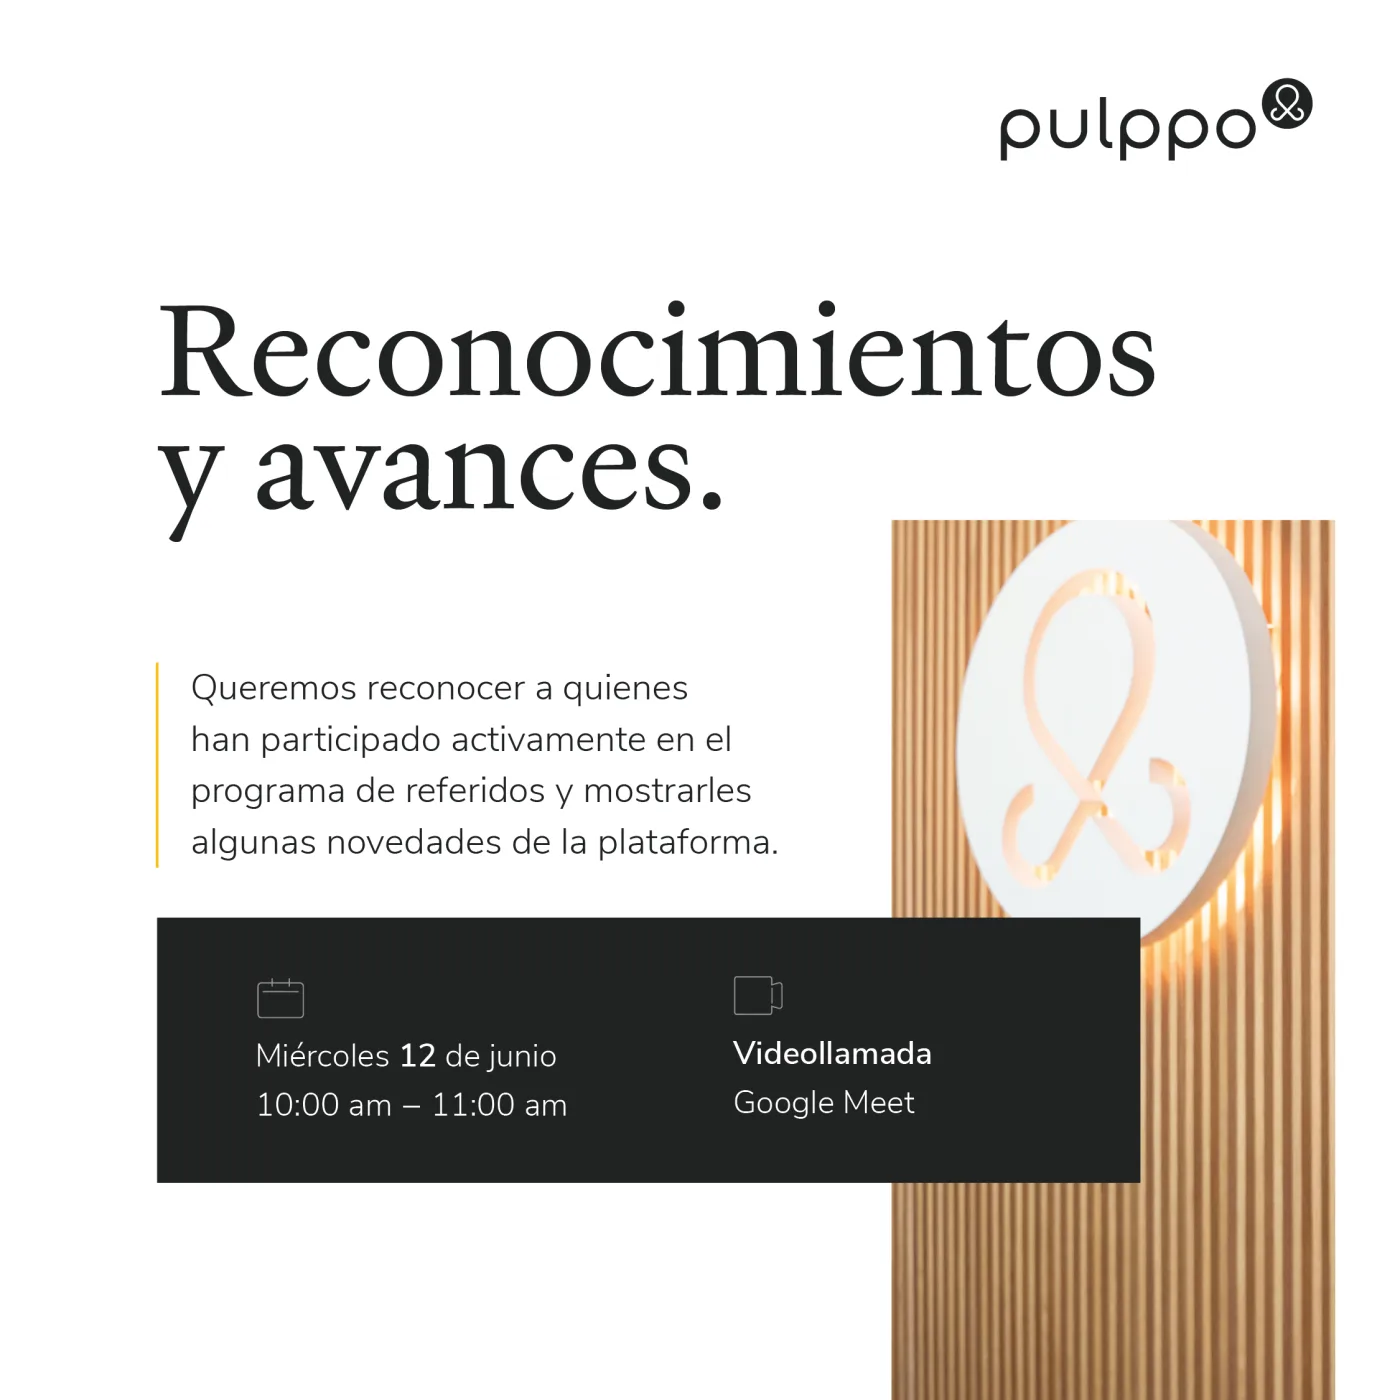 pulppo
Reconocimientos
y avances.
Queremos reconocer a quienes
han participado activamente en el
programa de referidos y mostrarles
algunas novedades de la plataforma.
Miércoles 12 de junio
10:00 am – 11:00 am
Videollamada
Google Meet